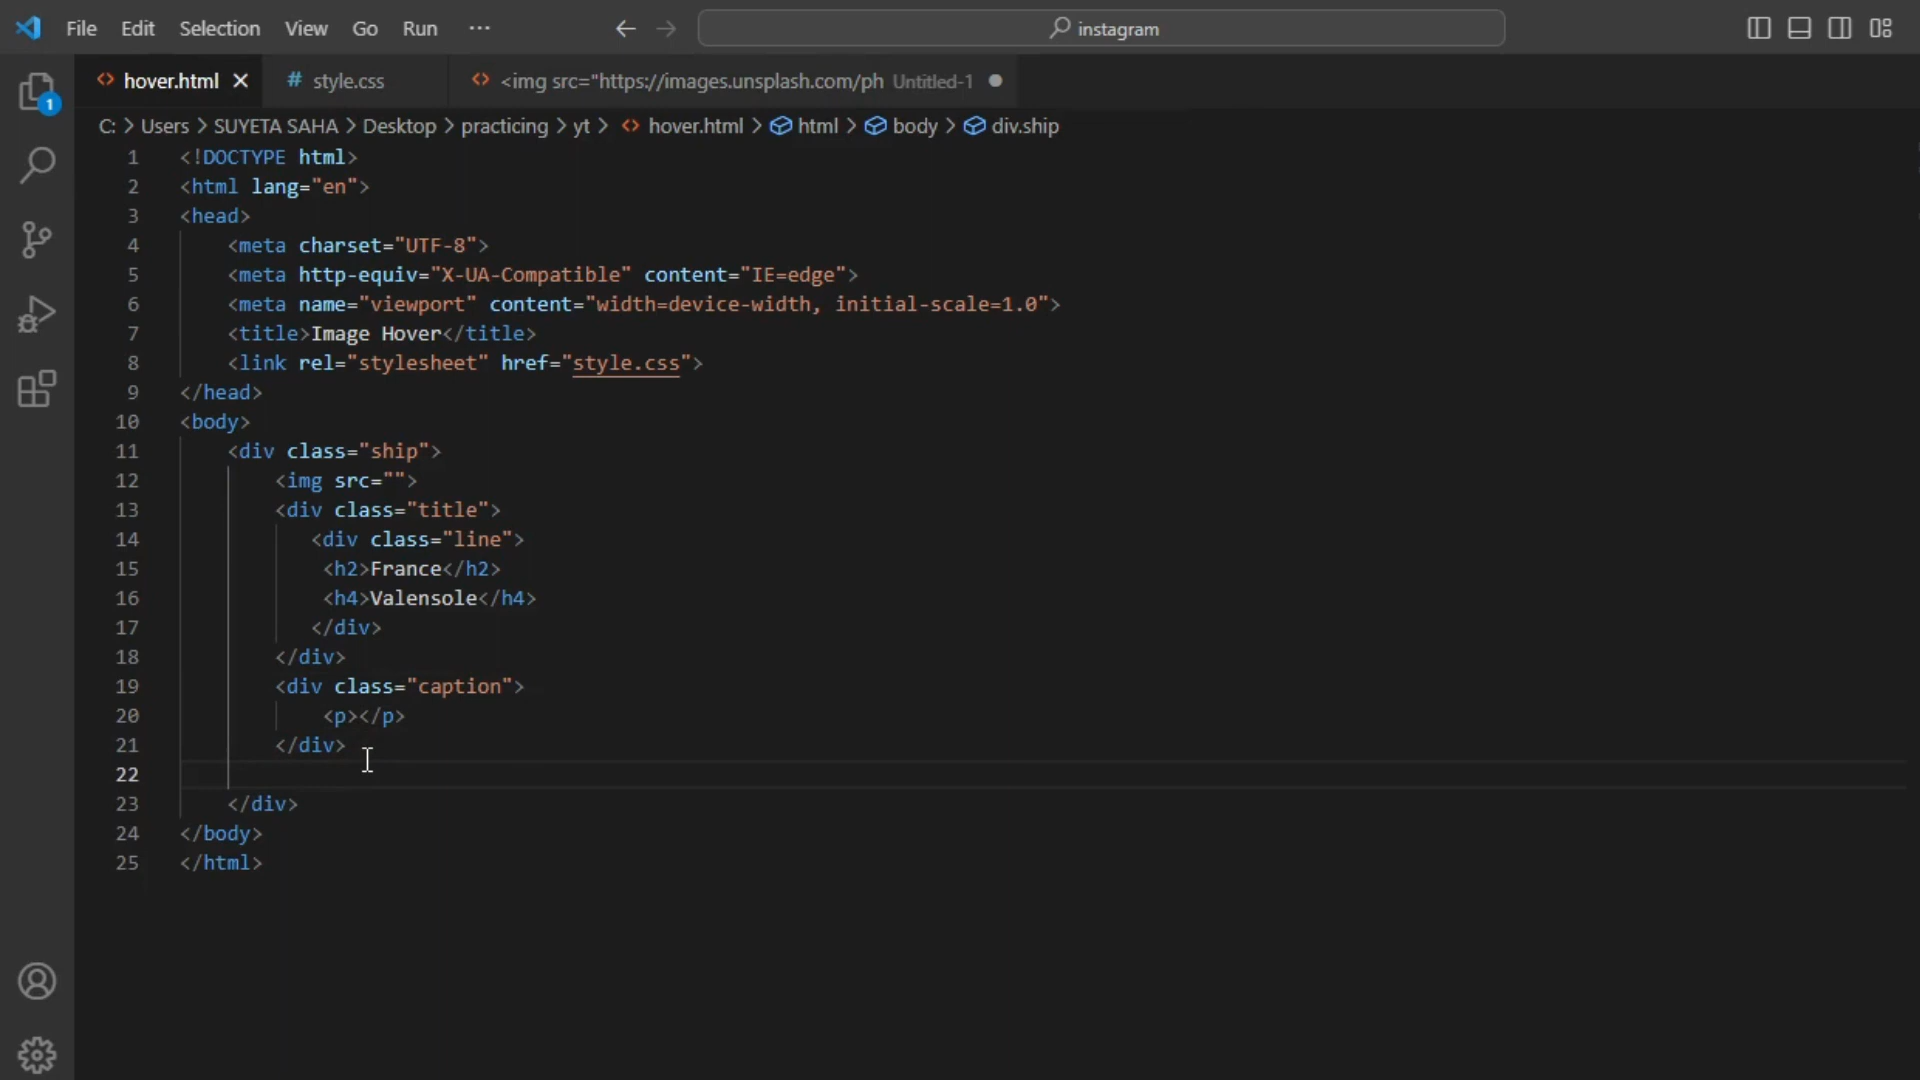 File Edit Selection View Go Run ··· instagram
hover.html style.css <img src="https://images.unsplash.com/ph Untitled-1
1
C: > Users > SUYETA SAHA > Desktop > practicing > yt > hover.html > html > body > div.ship
1 <!DOCTYPE html>
2 <html lang="en">
3 <head>
4 <meta charset="UTF-8">
5 <meta http-equiv="X-UA-Compatible" content="IE=edge">
6 <meta name="viewport" content="width=device-width, initial-scale=1.0">
7 <title>Image Hover</title>
8 <link rel="stylesheet" href="style.css">
9 </head>
10 <body>
11 <div class="ship">
12 <img src="">
13 <div class="title">
14 <div class="line">
15 <h2>France</h2>
16 <h4>Valensole</h4>
17 </div>
18 </div>
19 <div class="caption">
20 <p></p>
21 </div>
22
23 </div>
24 </body>
25 </html>